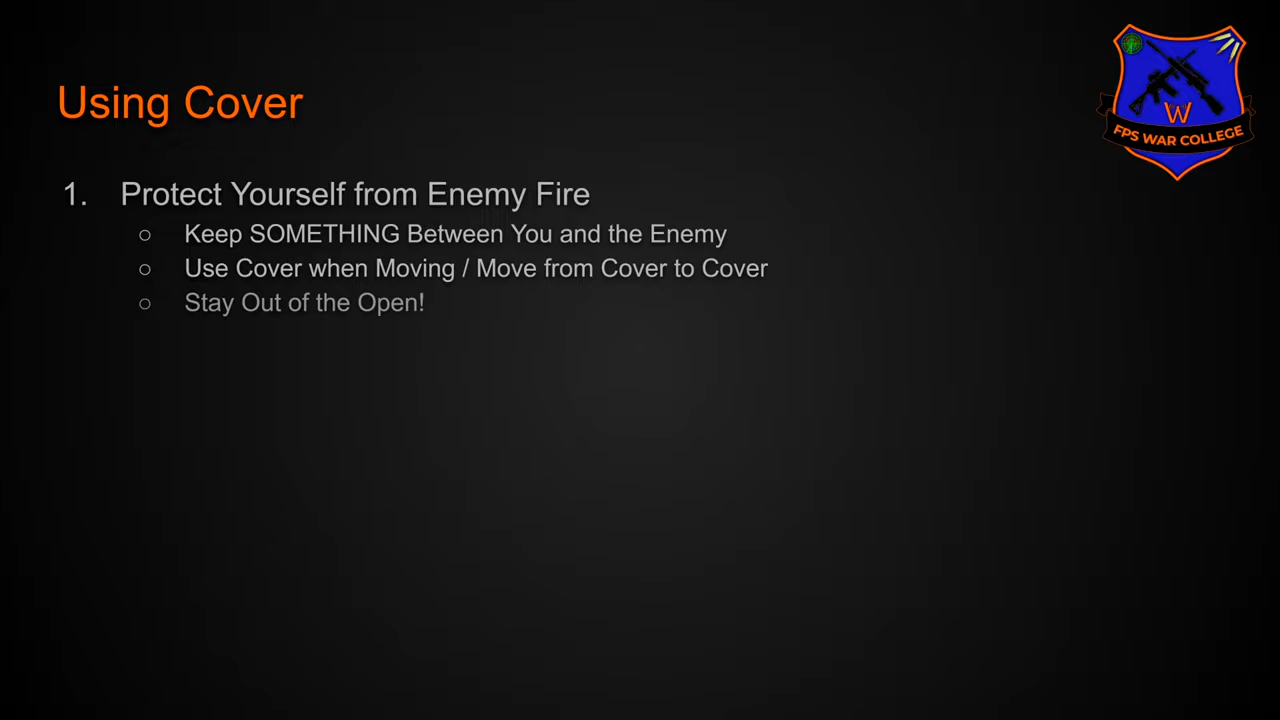 Using Cover
W
FPS WAR COLLEGE
1. Protect Yourself from Enemy Fire
○ Keep SOMETHING Between You and the Enemy
○ Use Cover when Moving / Move from Cover to Cover
○ Stay Out of the Open!